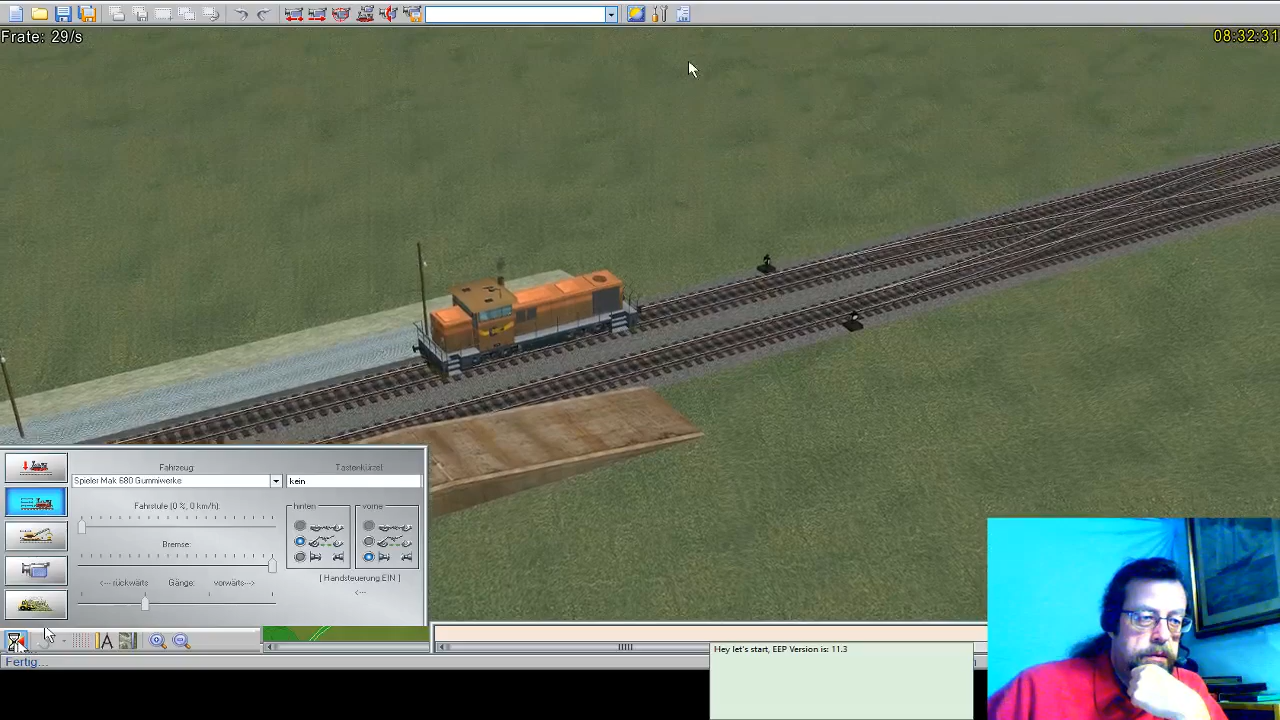 Frate: 29/s
08:32:31
Fahrzeug:
Tastenkürzel:
Spieler Mak 680 Gummiwerke
kein
Fahrstufe (0 %, 0 km/h):
hinten
vorne
Bremse:
<--- rückwärts
Gänge:
vorwärts--->
[ Handsteuerung EIN ]
<---
A
Fertig...
Hey let's start, EEP Version is: 11.3